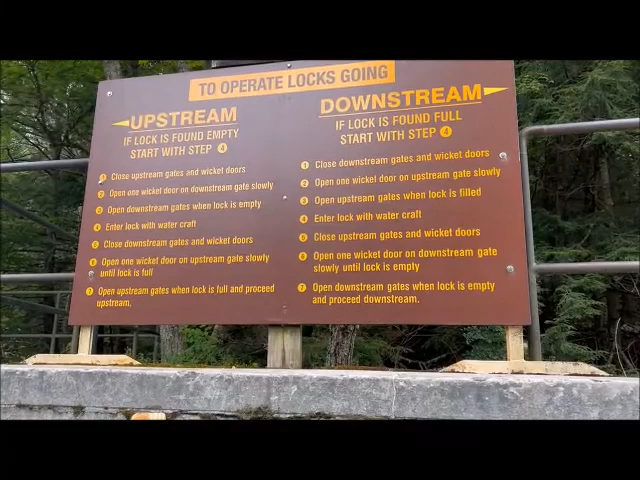 TO OPERATE LOCKS GOING
UPSTREAM
IF LOCK IS FOUND EMPTY
START WITH STEP 4
1 Close upstream gates and wicket doors
2 Open one wicket door on downstream gate slowly
3 Open downstream gates when lock is empty
4 Enter lock with water craft
5 Close downstream gates and wicket doors
6 Open one wicket door on upstream gate slowly
until lock is full
7 Open upstream gates when lock is full and proceed
upstream.
DOWNSTREAM
IF LOCK IS FOUND FULL
START WITH STEP 4
1 Close downstream gates and wicket doors
2 Open one wicket door on upstream gate slowly
3 Open upstream gates when lock is filled
4 Enter lock with water craft
5 Close upstream gates and wicket doors
6 Open one wicket door on downstream gate
slowly until lock is empty
7 Open downstream gates when lock is empty
and proceed downstream.